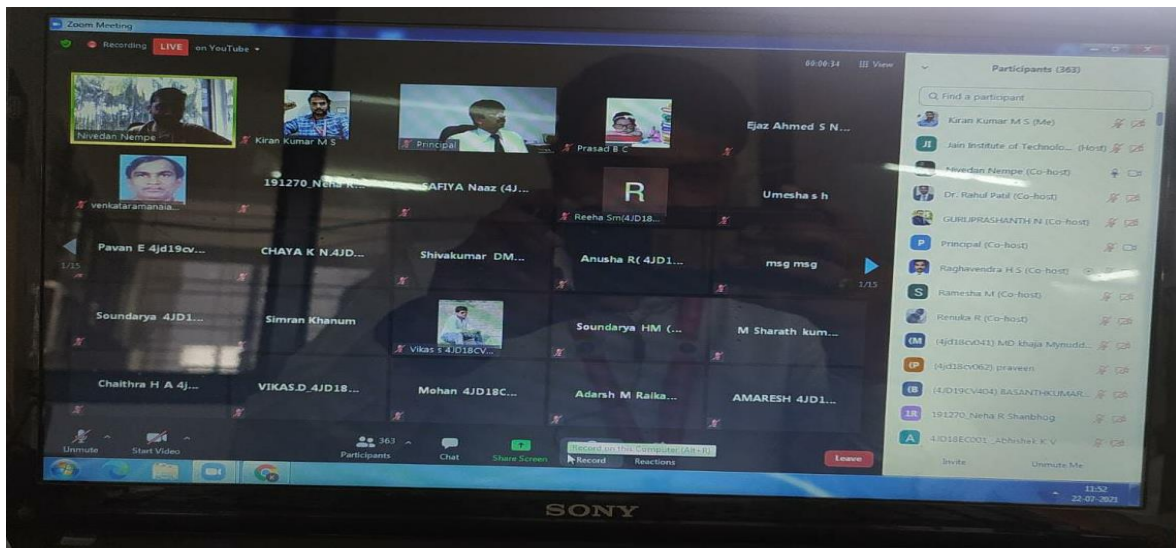 Zoom Meeting
Recording LIVE on YouTube
00:06:34 View
Nivedan Nempe
Kiran Kumar M S
Principal
Prasad B C
Ejaz Ahmed S N...
venkataramanaia...
191270_Neha R...
SAFIYA Naaz (4J...
R
Reeha Sm(4JD18...
Umesha s h
Pavan E 4jd19cv...
CHAYA K N.4JD...
Shivakumar DM...
Anusha R( 4JD1...
msg msg
1/15
1/15
Soundarya 4JD1...
Simran Khanum
Vikas s 4JD18CV...
Soundarya HM (...
M Sharath kum...
Chaithra H A 4j...
VIKAS.D_4JD18...
Mohan 4JD18C...
Adarsh M Raika...
AMARESH 4JD1...
Unmute
Start Video
363
Participants
Chat
Share Screen
Record on this Computer (Alt+R)
Record
Reactions
Leave
Participants (363)
Find a participant
Kiran Kumar M S (Me)
JI Jain Institute of Technolo... (Host)
Nivedan Nempe (Co-host)
Dr. Rahul Patil (Co-host)
GURUPRASHANTH N (Co-host)
P Principal (Co-host)
Raghavendra H S (Co-host)
S Ramesha M (Co-host)
Renuka R (Co-host)
(M (4jd18cv041) MD khaja Mynudd...
(P (4jd18cv062) praveen
(B (4JD19CV404) BASANTHKUMAR...
1R 191270_Neha R Shanbhog
A 4JD18EC001_Abhishek K V
Invite Unmute Me
11:52
22-07-2021
SONY